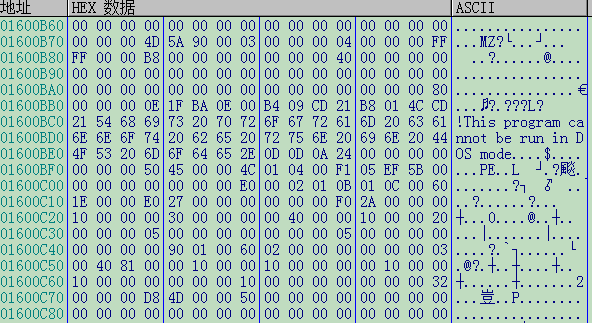 地址 HEX 数据 ASCII
01600B60 00 00 00 00 00 00 00 00 00 00 00 00 00 00 00 00 ................
01600B70 00 00 00 4D 5A 90 00 03 00 00 00 04 00 00 00 FF ...MZ?└...┘...
01600B80 FF 00 00 B8 00 00 00 00 00 00 00 40 00 00 00 00 ...?.......@....
01600B90 00 00 00 00 00 00 00 00 00 00 00 00 00 00 00 00 ................
01600BA0 00 00 00 00 00 00 00 00 00 00 00 00 00 00 00 80 ...............€
01600BB0 00 00 00 0E 1F BA 0E 00 B4 09 CD 21 B8 01 4C CD ...♬?.???L?
01600BC0 21 54 68 69 73 20 70 72 6F 67 72 61 6D 20 63 61 !This program ca
01600BD0 6E 6E 6F 74 20 62 65 20 72 75 6E 20 69 6E 20 44 nnot be run in D
01600BE0 4F 53 20 6D 6F 64 65 2E 0D 0D 0A 24 00 00 00 00 OS mode....$....
01600BF0 00 00 00 50 45 00 00 4C 01 04 00 F1 05 EF 5B 00 ...PE..L ┘.?飚.
01600C00 00 00 00 00 00 00 00 E0 00 02 01 0B 01 0C 00 60
01600C10 1E 00 00 E0 27 00 00 00 00 00 00 F0 2A 00 00 00
01600C20 10 00 00 00 30 00 00 00 00 40 00 00 10 00 00 20
01600C30 00 00 00 05 00 00 00 00 00 00 00 05 00 00 00 00
01600C40 00 00 00 00 90 01 00 60 02 00 00 00 00 00 00 03
01600C50 00 40 81 00 00 10 00 00 10 00 00 00 00 10 00 00
01600C60 10 00 00 00 00 00 00 10 00 00 00 00 00 00 00 32
01600C70 00 00 00 D8 4D 00 00 50 00 00 00 00 00 00 00 00 ...豈..P........
01600C80 00 00 00 00 00 00 00 00 00 00 00 00 00 00 00 00 ................